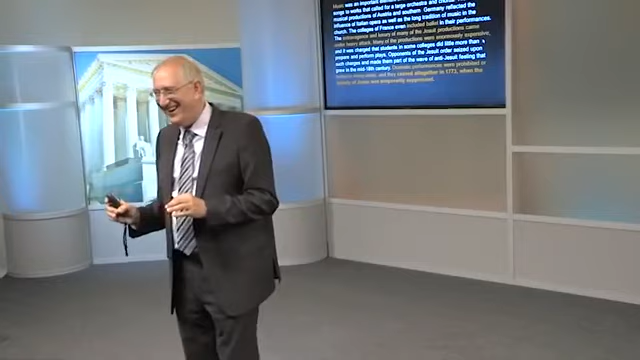 Music was an important
songs to works that called for a large orchestra and
musical productions of Austria and southern Germany reflected the
influence of Italian opera as well as the long tradition of music in the
church. The colleges of France even included ballet in their performances.
The extravagance and luxury of many of the Jesuit productions came
under heavy attack. Many of the productions were enormously expensive,
and it was charged that students in some colleges did little more than
prepare and perform plays. Opponents of the Jesuit order seized upon
such charges and made them part of the wave of anti-Jesuit feeling that
grew in the mid-18th century. Dramatic performances were prohibited or
and they ceased altogether in 1773, when the
society of Jesus was temporarily suppressed.